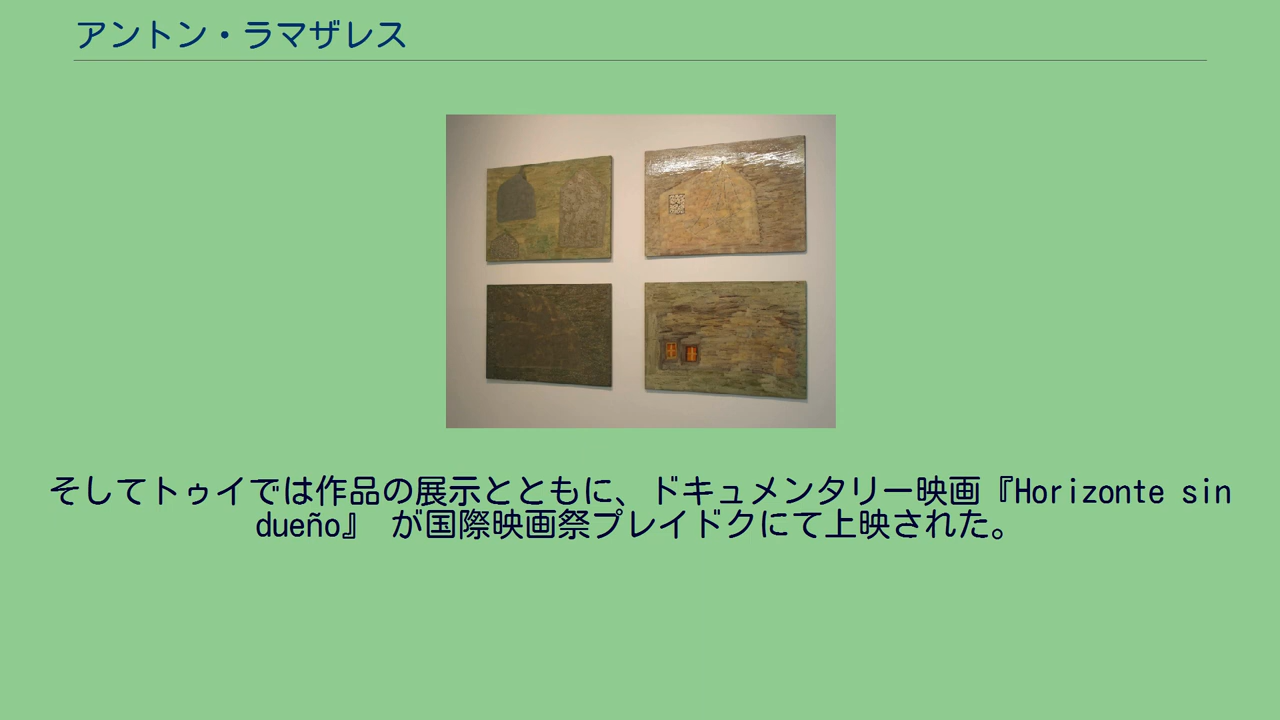 アントン・ラマザレス
そしてトゥイでは作品の展示とともに、ドキュメンタリー映画『Horizonte sin
dueño』 が国際映画祭プレイドクにて上映された。